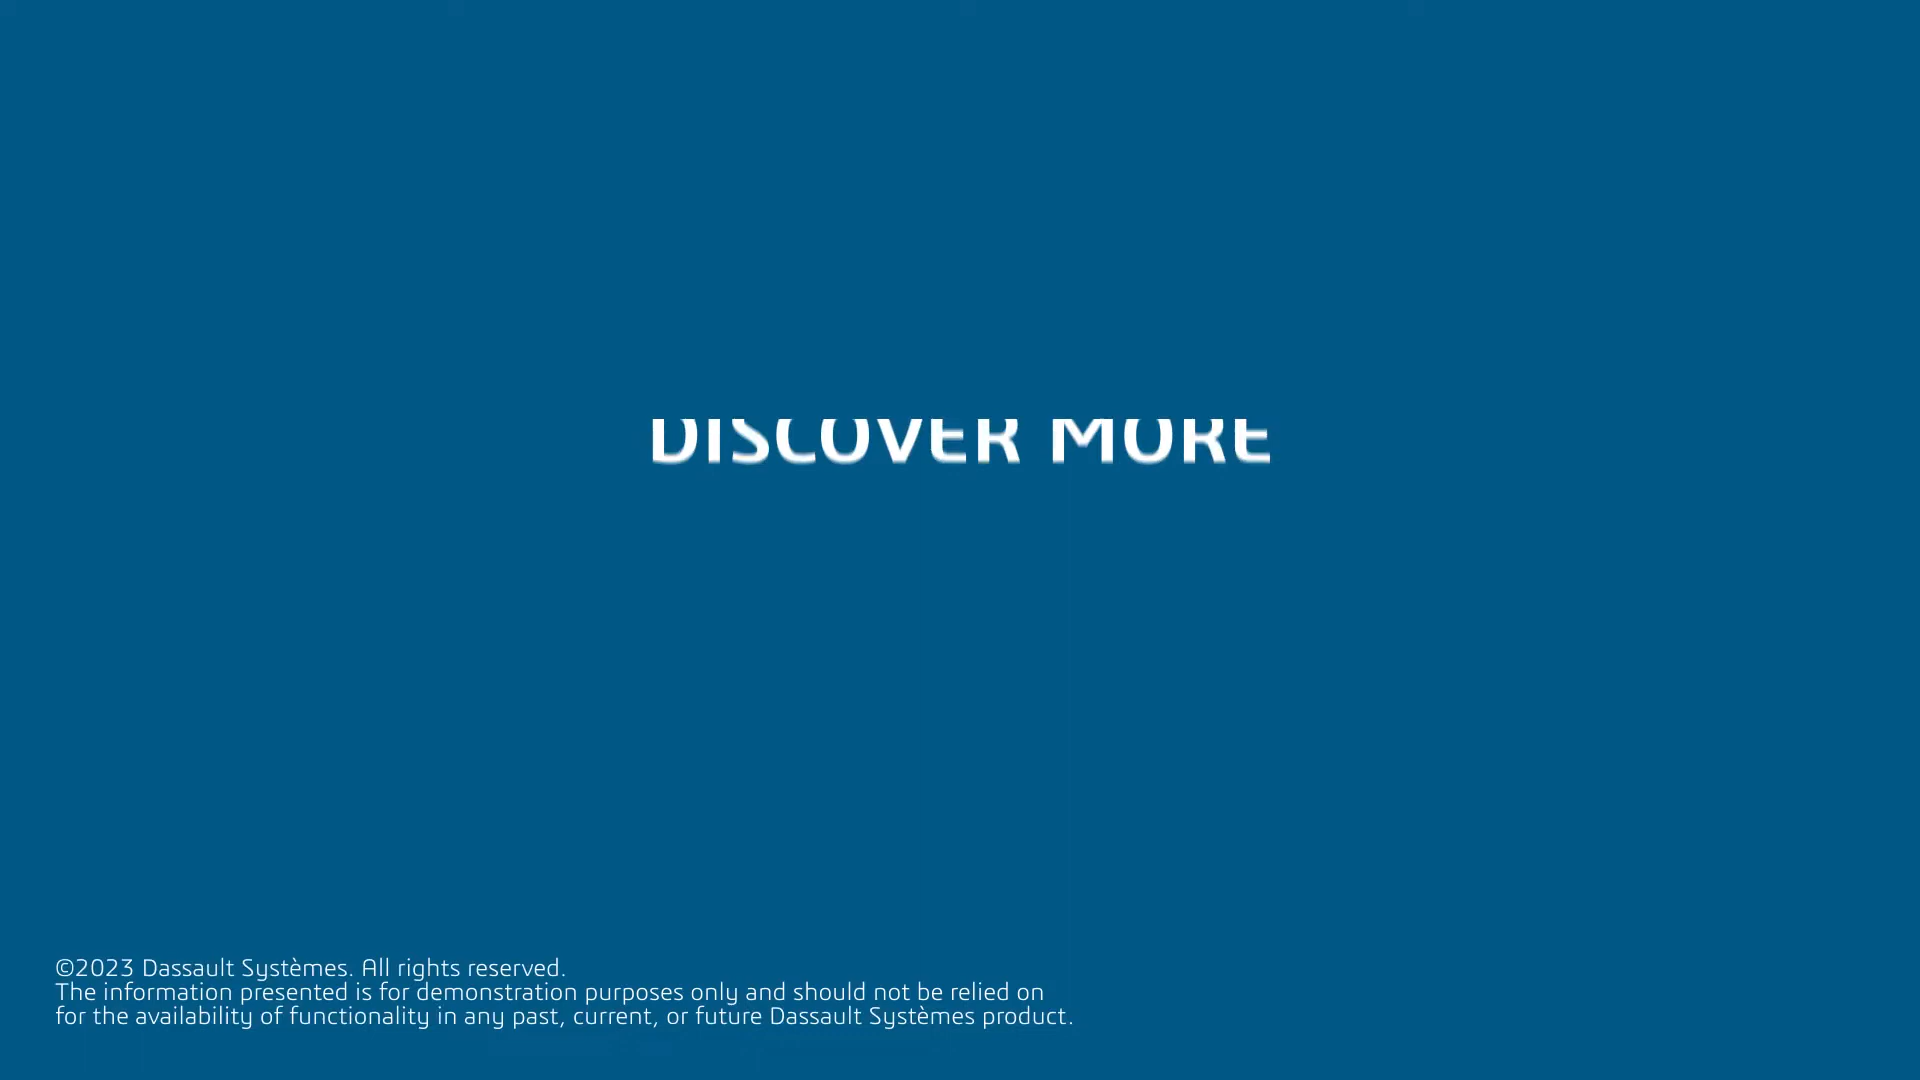 DISCOVER MORE
©2023 Dassault Systèmes. All rights reserved.
The information presented is for demonstration purposes only and should not be relied on
for the availability of functionality in any past, current, or future Dassault Systèmes product.